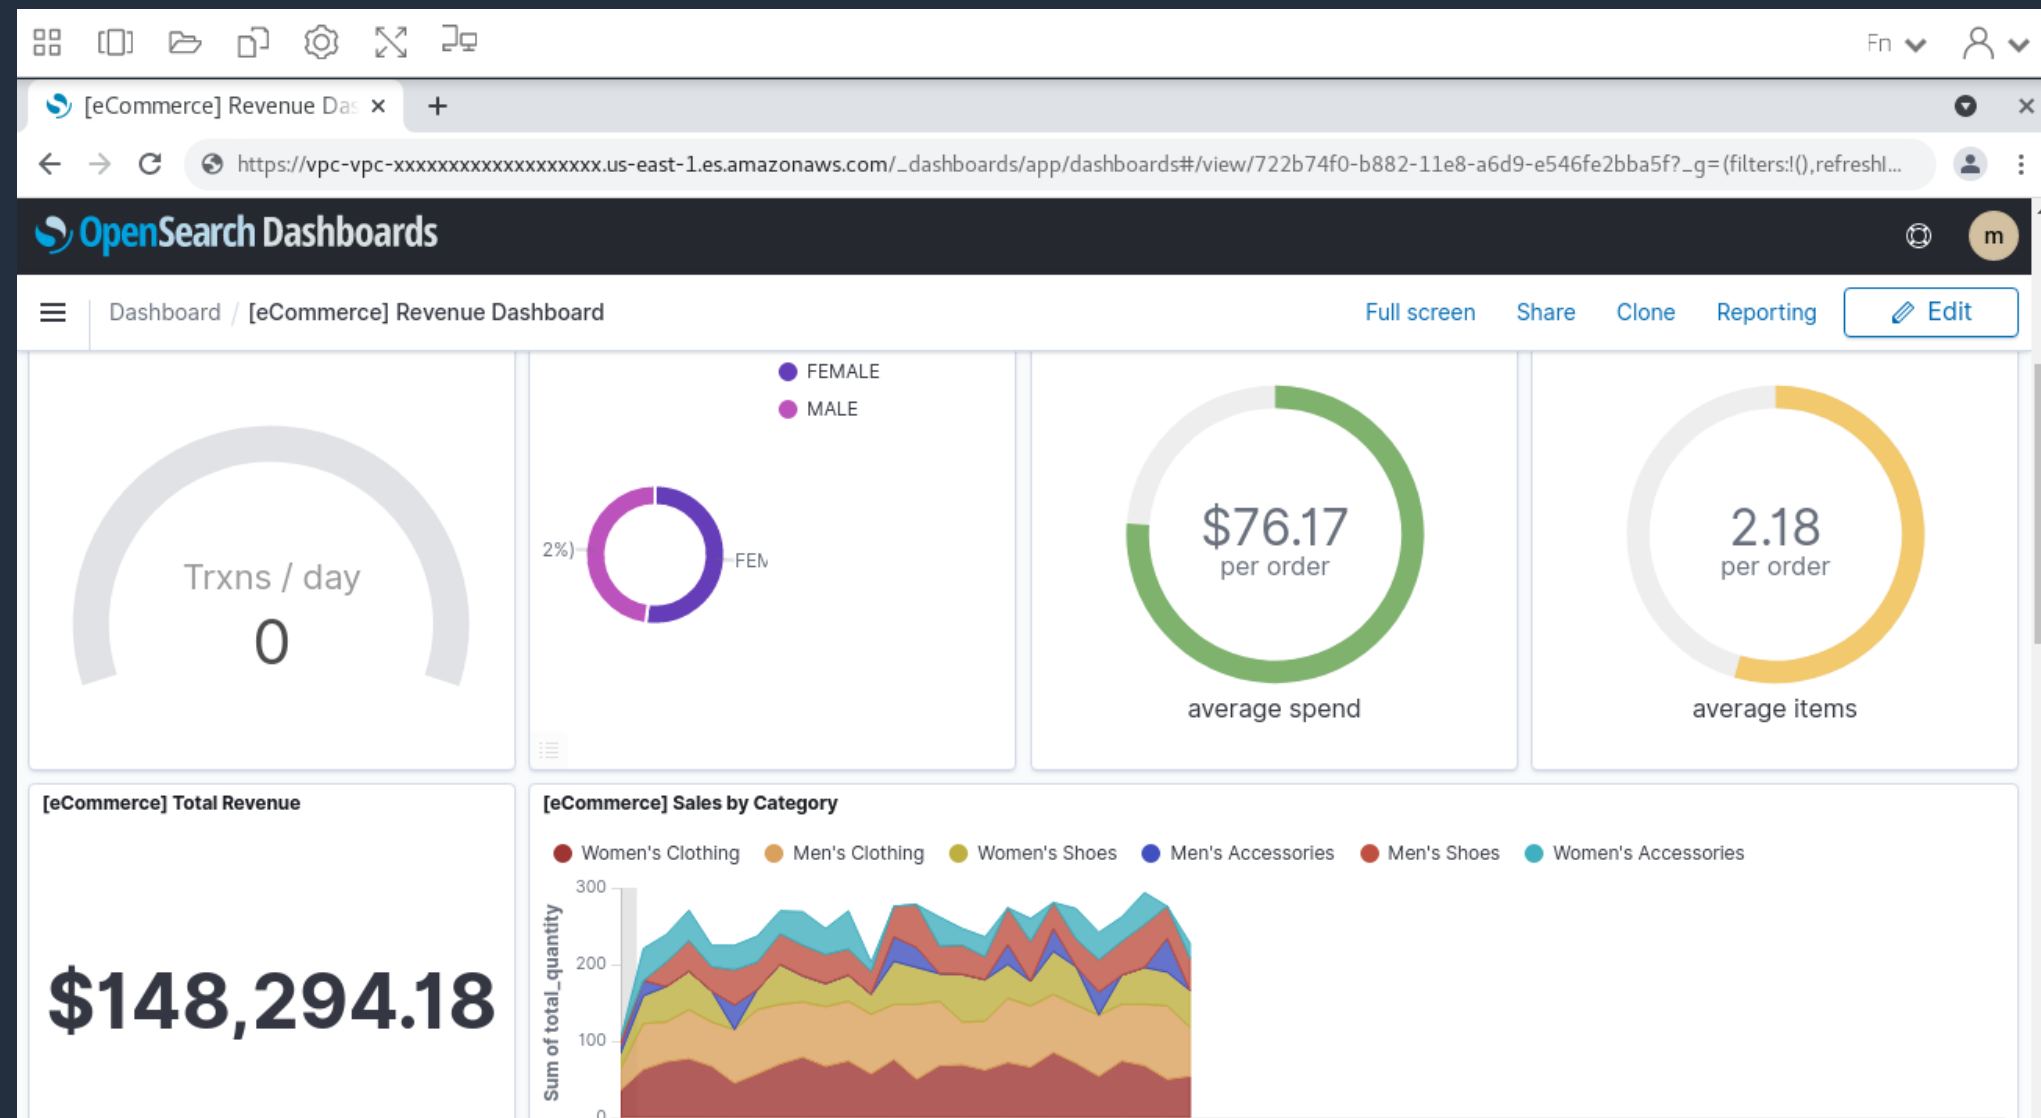 Fn
[eCommerce] Revenue Das
https://vpc-vpc-xxxxxxxxxxxxxxxxxxx.us-east-1.es.amazonaws.com/_dashboards/app/dashboards#/view/722b74f0-b882-11e8-a6d9-e546fe2bba5f?_g=(filters:!(),refreshI...
OpenSearch Dashboards
m
Dashboard / [eCommerce] Revenue Dashboard
Full screen Share Clone Reporting Edit
Trxns / day
0
FEMALE
MALE
2%)
FEM
$76.17
per order
average spend
2.18
per order
average items
[eCommerce] Total Revenue
$148,294.18
[eCommerce] Sales by Category
Women's Clothing Men's Clothing Women's Shoes Men's Accessories Men's Shoes Women's Accessories
Sum of total_quantity
300
200
100
0